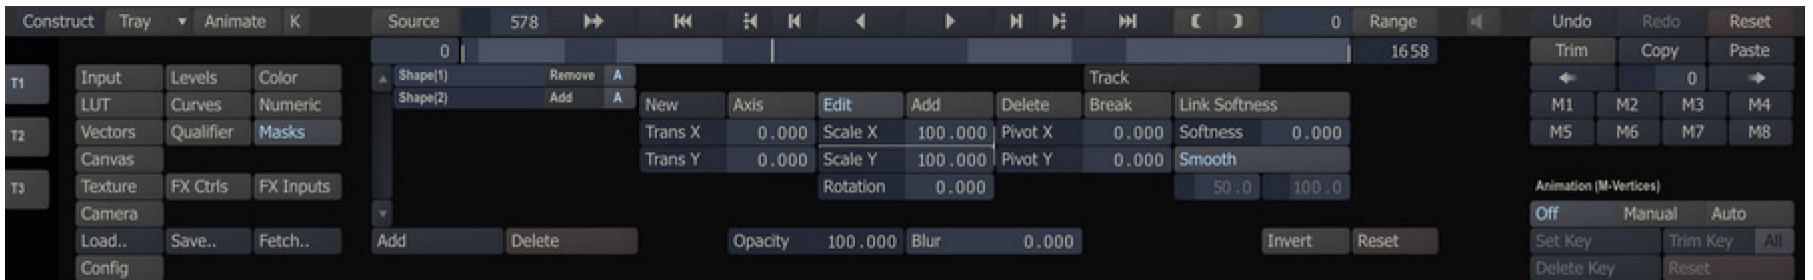 Construct Tray Animate K Source 578 0 Range Undo Redo Reset
0 1658 Trim Copy Paste
T1 Input Levels Color Shape(1) Remove A Track 0
LUT Curves Numeric Shape(2) Add A New Axis Edit Add Delete Break Link Softness M1 M2 M3 M4
T2 Vectors Qualifier Masks Trans X 0.000 Scale X 100.000 Pivot X 0.000 Softness 0.000 M5 M6 M7 M8
Canvas Trans Y 0.000 Scale Y 100.000 Pivot Y 0.000 Smooth
T3 Texture FX Ctrls FX Inputs Rotation 0.000 50.0 100.0 Animation (M-Vertices)
Camera Off Manual Auto
Load.. Save.. Fetch.. Add Delete Opacity 100.000 Blur 0.000 Invert Reset Set Key Trim Key All
Config Delete Key Reset